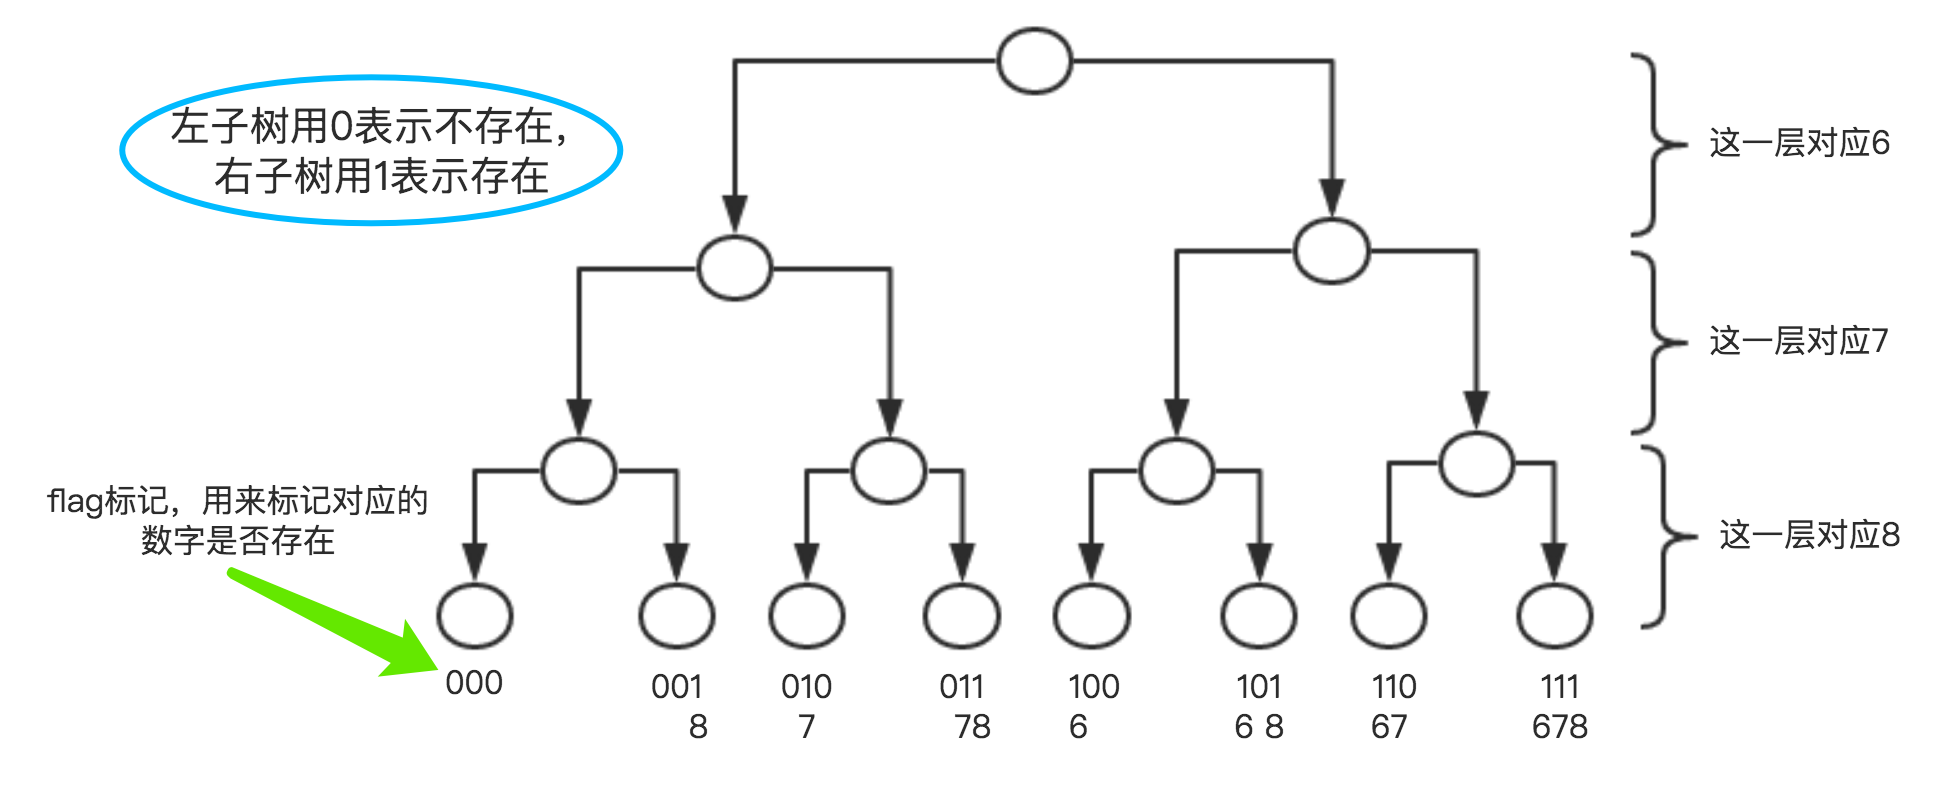 左子树用0表示不存在，
右子树用1表示存在
这一层对应6
这一层对应7
flag标记，用来标记对应的
数字是否存在
这一层对应8
000 001 010 011 100 101 110 111
8 7 78 6 6 8 67 678